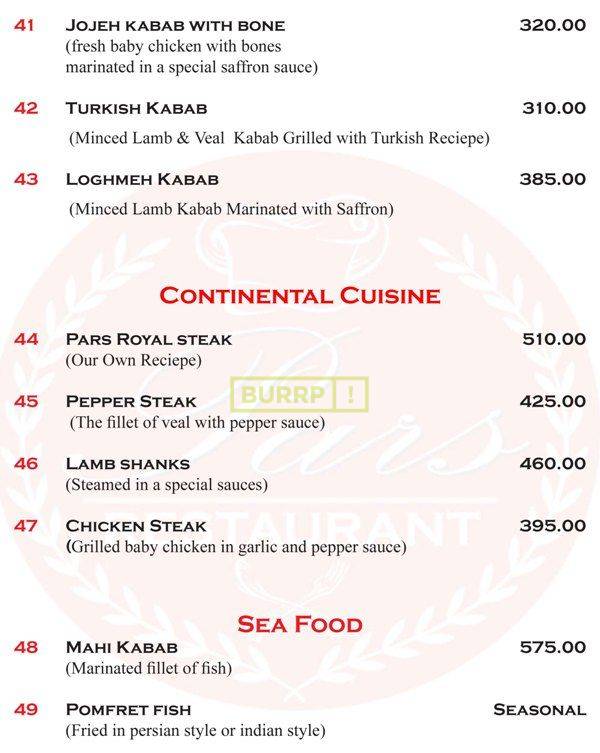 41 Jojeh kabab with bone 320.00
(fresh baby chicken with bones
marinated in a special saffron sauce)
42 Turkish Kabab 310.00
(Minced Lamb & Veal Kabab Grilled with Turkish Reciepe)
43 Loghmeh Kabab 385.00
(Minced Lamb Kabab Marinated with Saffron)
Continental Cuisine
44 Pars Royal steak 510.00
(Our Own Reciepe)
BURRP!
45 Pepper Steak 425.00
(The fillet of veal with pepper sauce)
Pars
46 Lamb shanks 460.00
(Steamed in a special sauces)
RESTAURANT
47 Chicken Steak 395.00
(Grilled baby chicken in garlic and pepper sauce)
Sea Food
48 Mahi Kabab 575.00
(Marinated fillet of fish)
49 Pomfret fish Seasonal
(Fried in persian style or indian style)